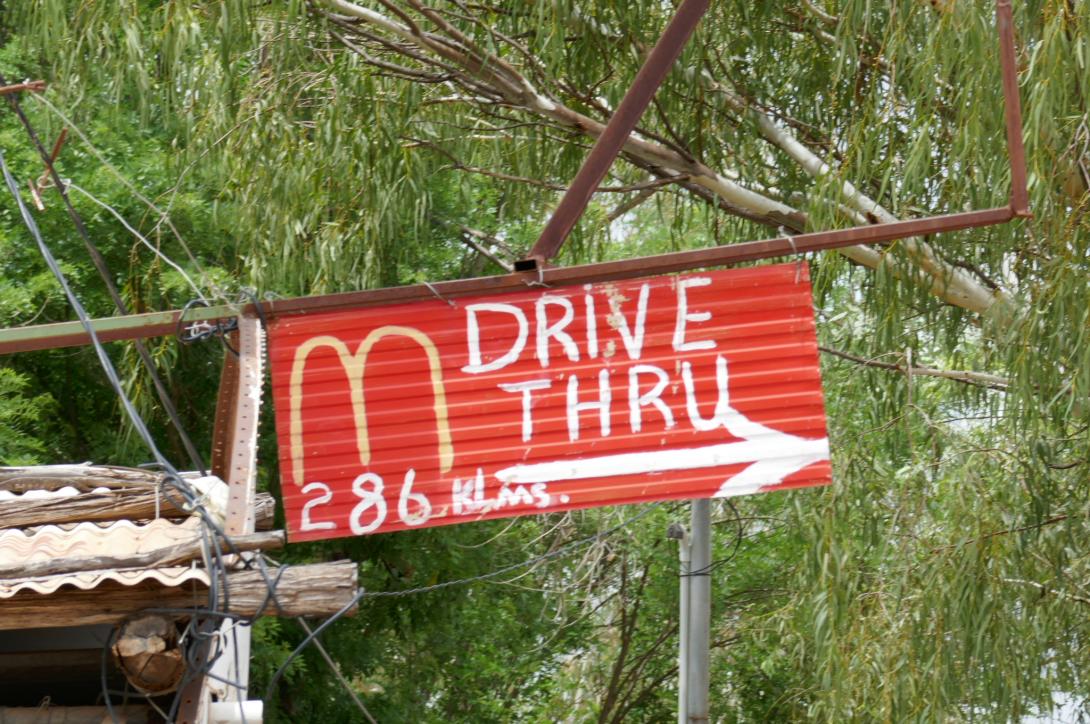 M DRIVE
THRU
286 KLMS.